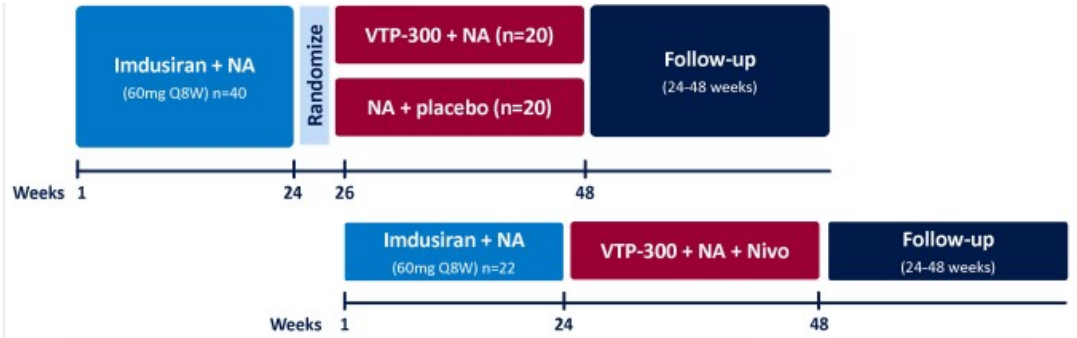 Imdusiran + NA
(60mg Q8W) n=40
Randomize
VTP-300 + NA (n=20)
NA + placebo (n=20)
Follow-up
(24-48 weeks)
Weeks 1 24 26 48
Imdusiran + NA
(60mg Q8W) n=22
VTP-300 + NA + Nivo
Follow-up
(24-48 weeks)
Weeks 1 24 48